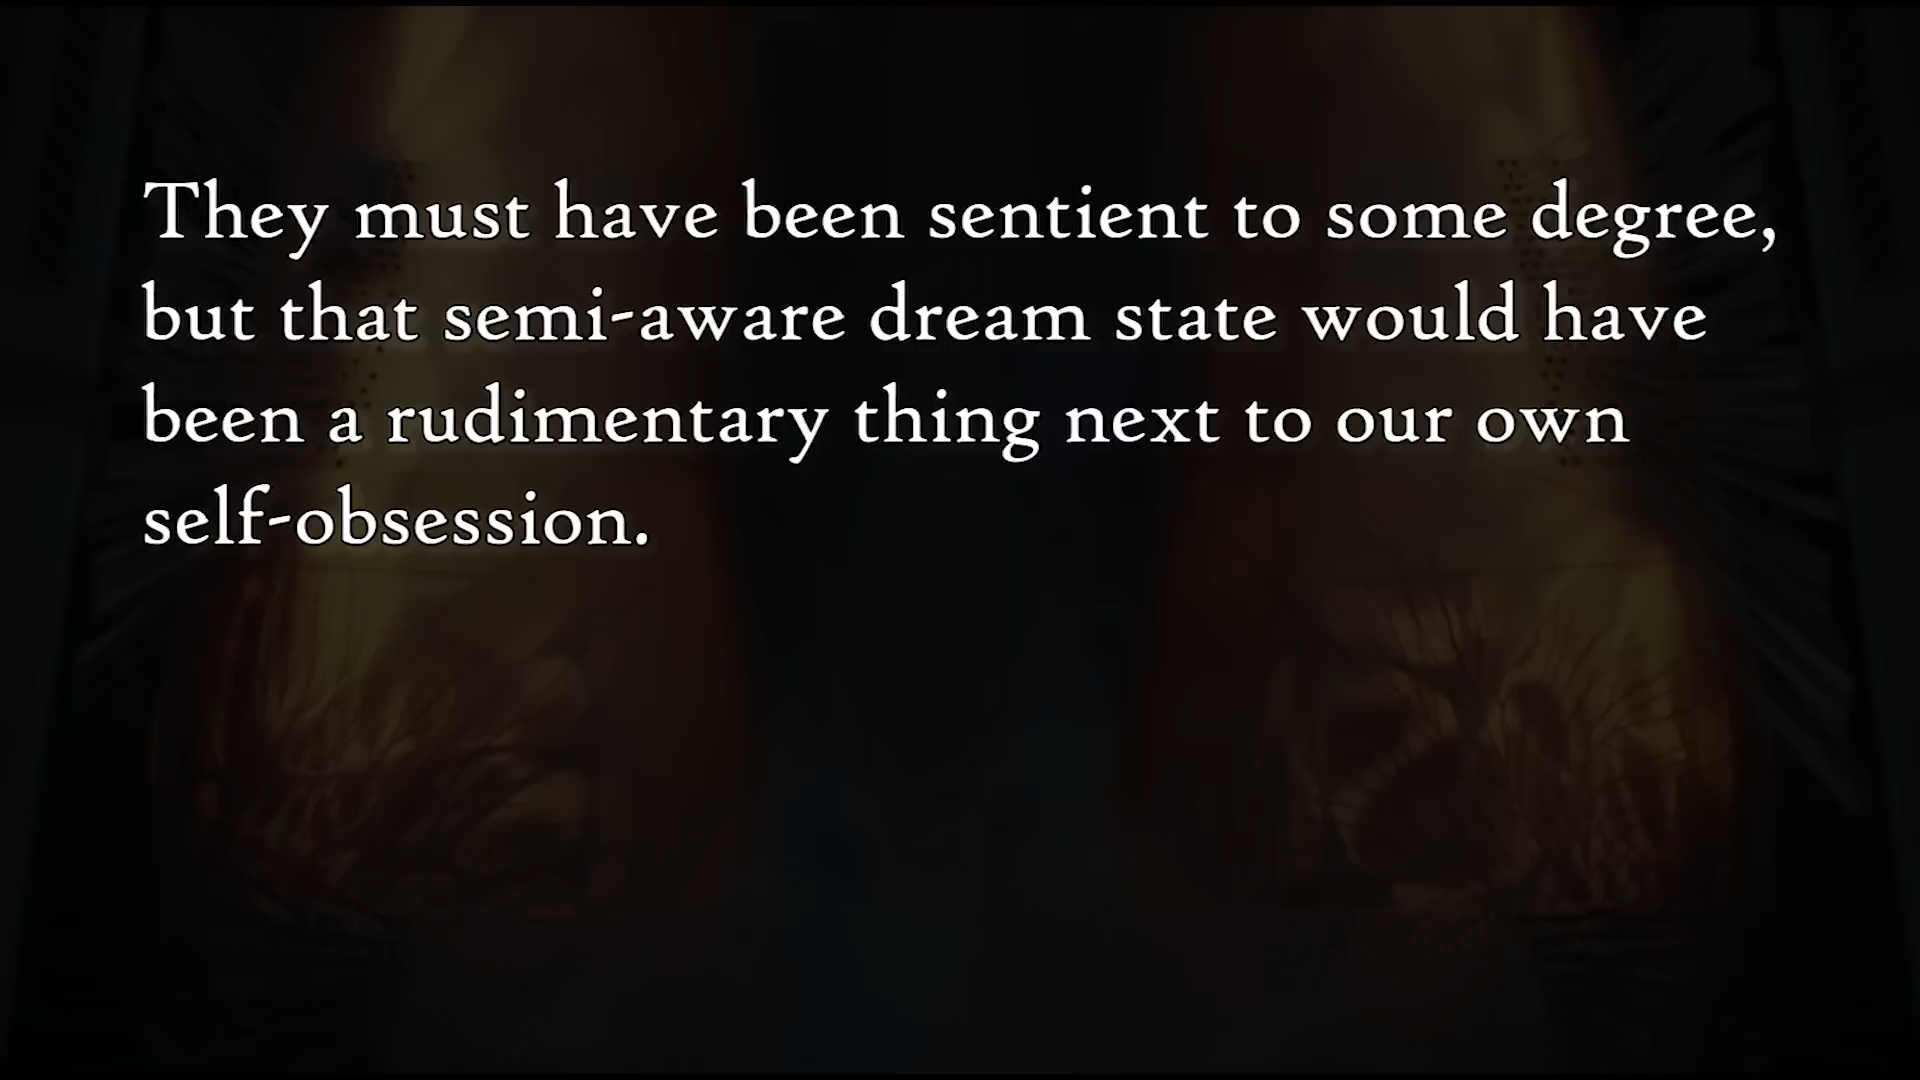 They must have been sentient to some degree,
but that semi-aware dream state would have
been a rudimentary thing next to our own
self-obsession.